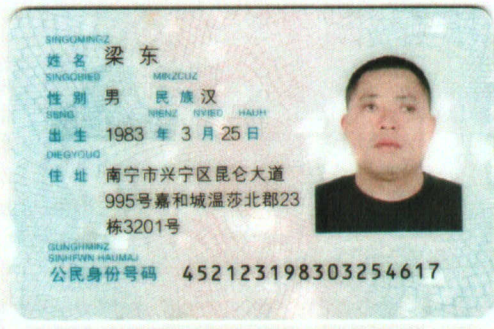 SINGQMINGZ
姓 名 梁 东
SINGQBIED MINZCUZ
性 别 男 民 族 汉
SENG NIENZ NYIED HAUH
出 生 1983 年 3 月 25 日
DIEGYOUQ
住 址 南宁市兴宁区昆仑大道
995号嘉和城温莎北郡23
栋3201号
GUNGHMINZ
SINHFWN HAUMAJ
公民身份号码 452123198303254617